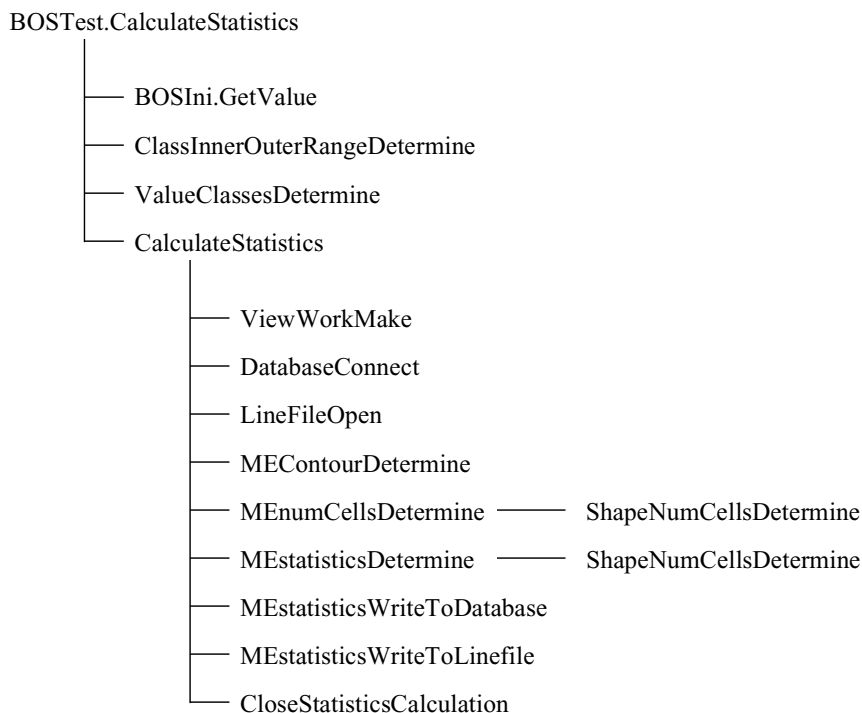 BOSTest.CalculateStatistics
BOSIni.GetValue
ClassInnerOuterRangeDetermine
ValueClassesDetermine
CalculateStatistics
ViewWorkMake
DatabaseConnect
LineFileOpen
MEContourDetermine
MEnumCellsDetermine ShapeNumCellsDetermine
MEstatisticsDetermine ShapeNumCellsDetermine
MEstatisticsWriteToDatabase
MEstatisticsWriteToLinefile
CloseStatisticsCalculation